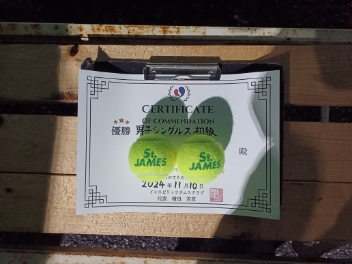 CERTIFICATE
OF COMMENDATION
優勝 男子シングルス 初級
殿
St.
JAMES
St.
JAMES
2024年11月10日